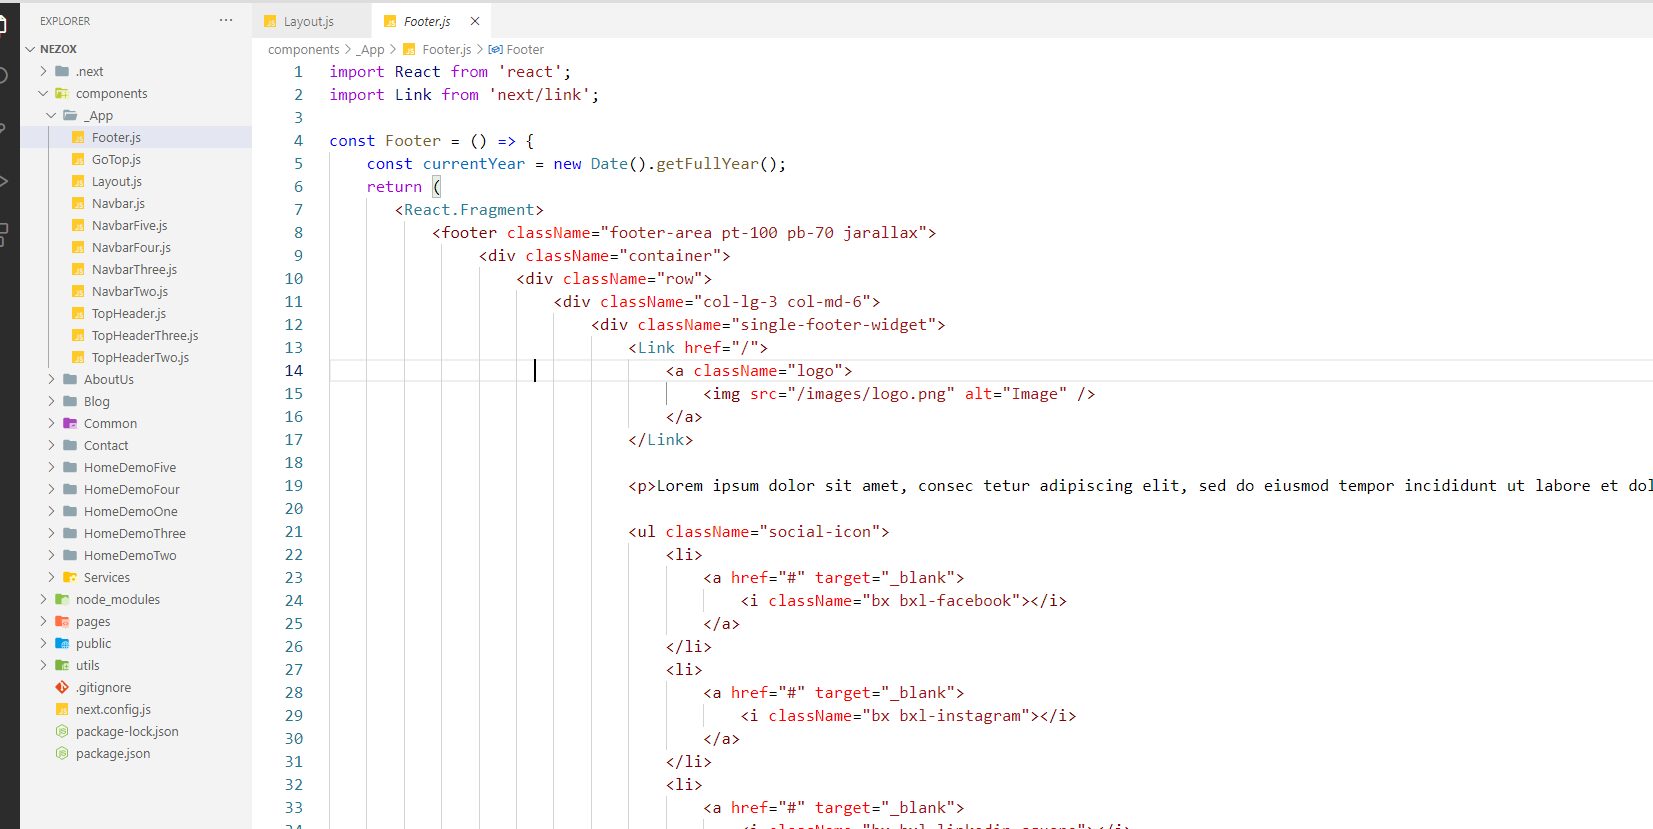 EXPLORER ...
NEZOX
.next
components
_App
Footer.js
GoTop.js
Layout.js
Navbar.js
NavbarFive.js
NavbarFour.js
NavbarThree.js
NavbarTwo.js
TopHeader.js
TopHeaderThree.js
TopHeaderTwo.js
AboutUs
Blog
Common
Contact
HomeDemoFive
HomeDemoFour
HomeDemoOne
HomeDemoThree
HomeDemoTwo
Services
node_modules
pages
public
utils
.gitignore
next.config.js
package-lock.json
package.json
Layout.js Footer.js
components > _App > Footer.js > Footer
1 import React from 'react';
2 import Link from 'next/link';
3
4 const Footer = () => {
5 const currentYear = new Date().getFullYear();
6 return (
7 <React.Fragment>
8 <footer className="footer-area pt-100 pb-70 jarallax">
9 <div className="container">
10 <div className="row">
11 <div className="col-lg-3 col-md-6">
12 <div className="single-footer-widget">
13 <Link href="/">
14 <a className="logo">
15 <img src="/images/logo.png" alt="Image" />
16 </a>
17 </Link>
18
19 <p>Lorem ipsum dolor sit amet, consec tetur adipiscing elit, sed do eiusmod tempor incididunt ut labore et dol
20
21 <ul className="social-icon">
22 <li>
23 <a href="#" target="_blank">
24 <i className="bx bxl-facebook"></i>
25 </a>
26 </li>
27 <li>
28 <a href="#" target="_blank">
29 <i className="bx bxl-instagram"></i>
30 </a>
31 </li>
32 <li>
33 <a href="#" target="_blank">
34 <i className="bx bxl-linkedin-square"></i>